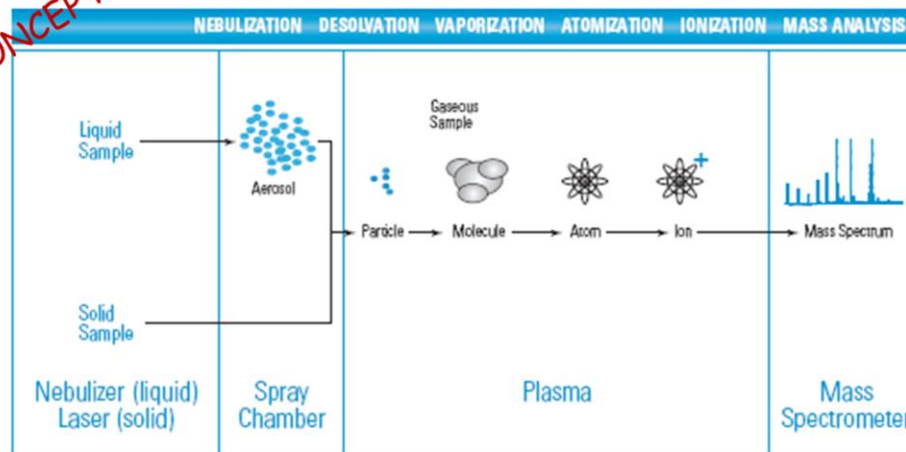 ONCEPT
NEBULIZATION DESOLVATION VAPORIZATION ATOMIZATION IONIZATION MASS ANALYSIS
Liquid
Sample
Aerosol
Gaseous
Sample
Particle
Molecule
Atom
Ion
+
Mass Spectrum
Solid
Sample
Nebulizer (liquid)
Laser (solid)
Spray
Chamber
Plasma
Mass
Spectrometer